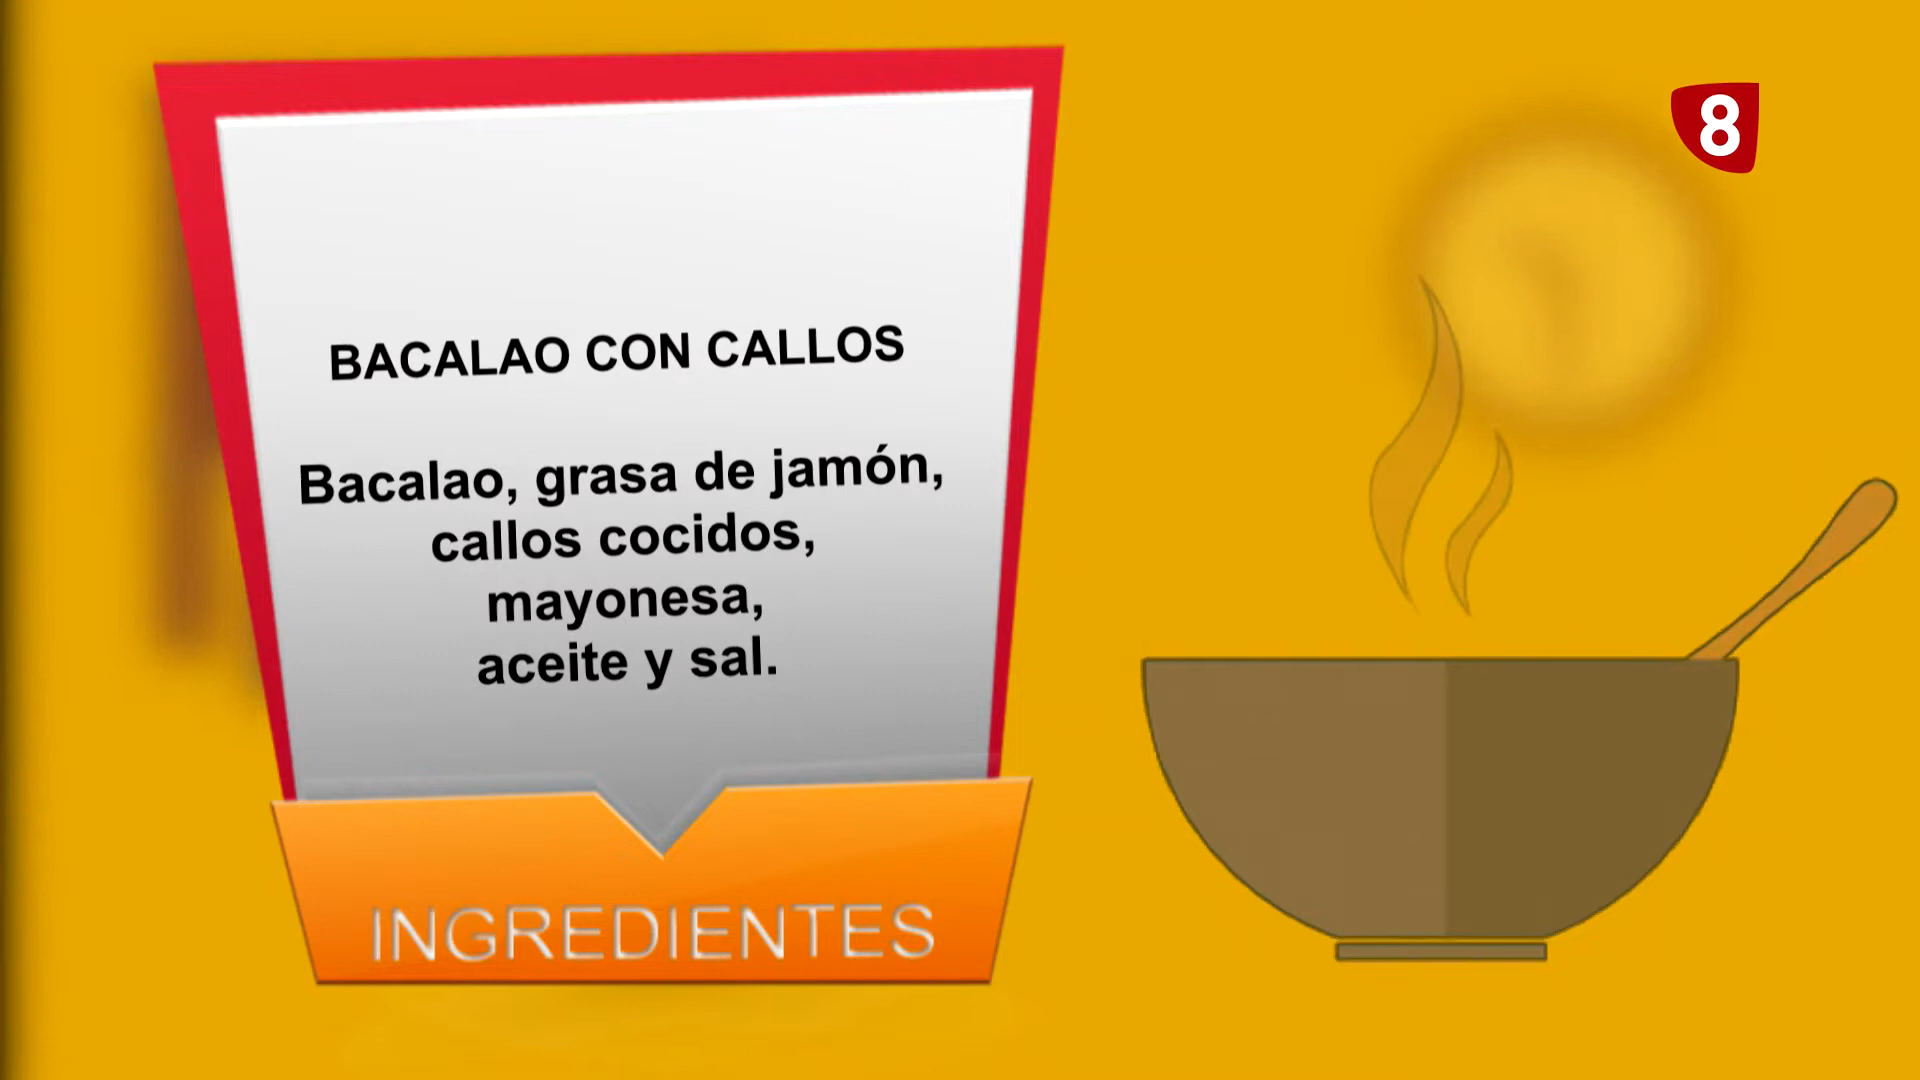 8
BACALAO CON CALLOS
Bacalao, grasa de jamón,
callos cocidos,
mayonesa,
aceite y sal.
INGREDIENTES